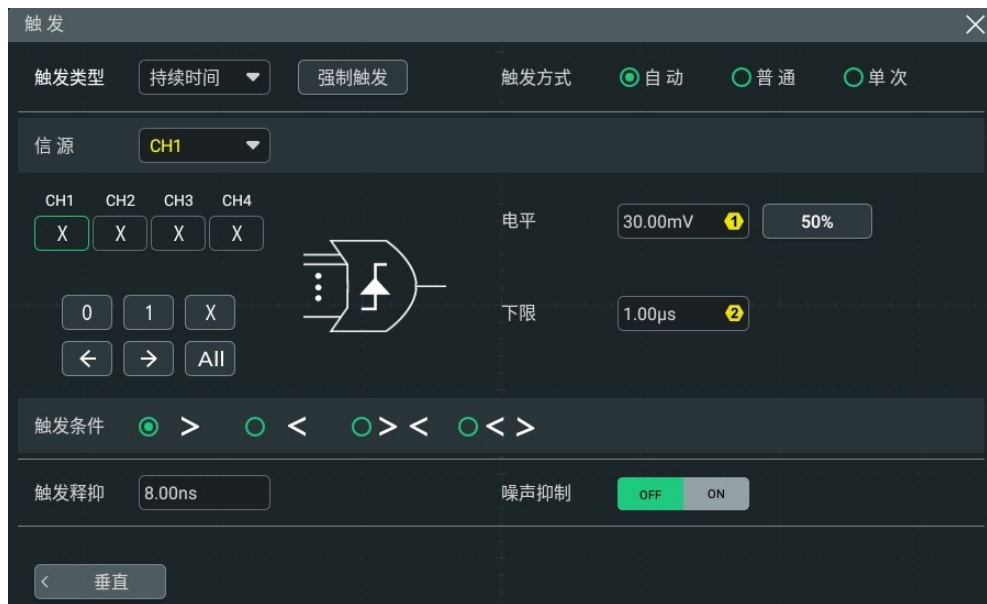 触 发
触发类型 持续时间 强制触发 触发方式 自 动 普 通 单 次
信 源 CH1
CH1 CH2 CH3 CH4
X X X X
电平 30.00mV 1 50%
0 1 X
下限 1.00µs 2
← → All
触发条件 > < > < < >
触发释抑 8.00ns 噪声抑制 OFF ON
< 垂直